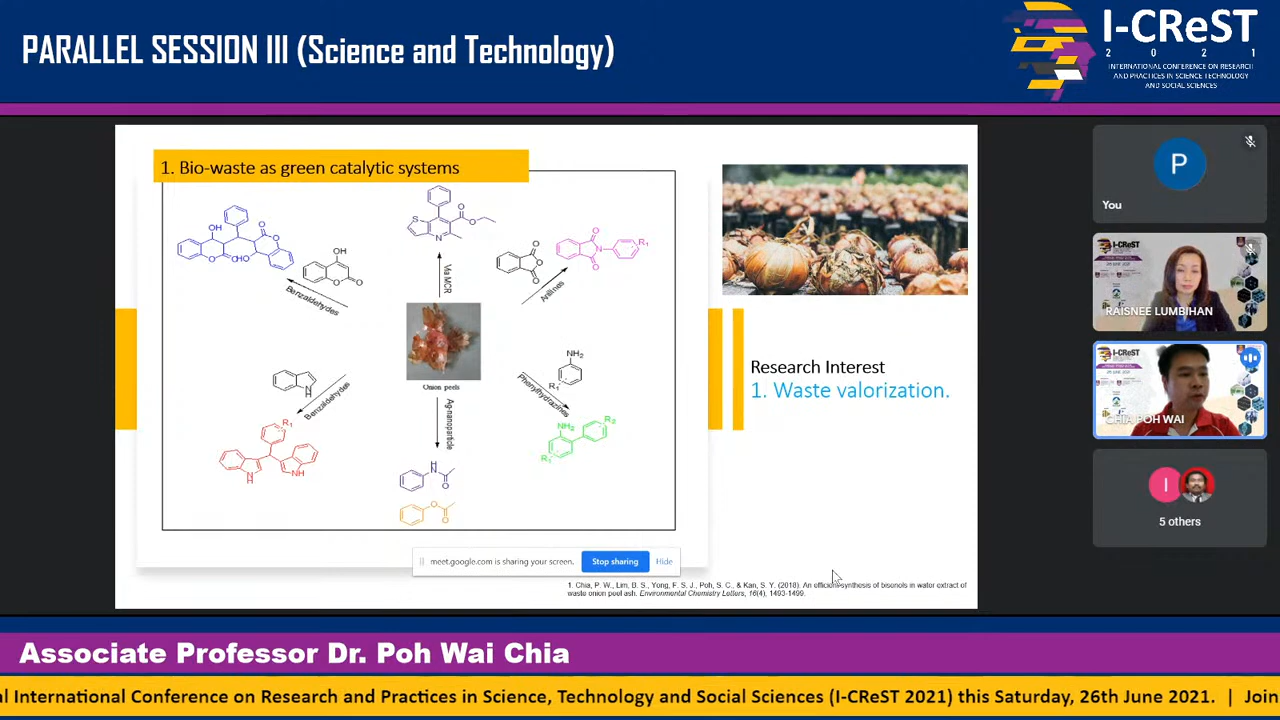 PARALLEL SESSION III (Science and Technology)
I-CReST
2 0 2 1
INTERNATIONAL CONFERENCE ON RESEARCH
AND PRACTICES IN SCIENCE TECHNOLOGY
AND SOCIAL SCIENCES
1. Bio-waste as green catalytic systems
Via MCR
Anilines
Benzaldehydes
Onion peels
Benzaldehydes
Ag-nanoparticle
Phenylhydrazines
Research Interest
1. Waste valorization.
meet.google.com is sharing your screen.
Stop sharing
Hide
1. Chia, P. W., Lim, B. S., Yong, F. S. J., Poh, S. C., & Kan, S. Y. (2018). An efficient synthesis of bisenols in water extract of
waste onion peel ash. Environmental Chemistry Letters, 16(4), 1493-1499.
P
You
RAISNEE LUMBIHAN
CHIA POH WAI
I
5 others
Associate Professor Dr. Poh Wai Chia
al International Conference on Research and Practices in Science, Technology and Social Sciences (I-CReST 2021) this Saturday, 26th June 2021. | Join